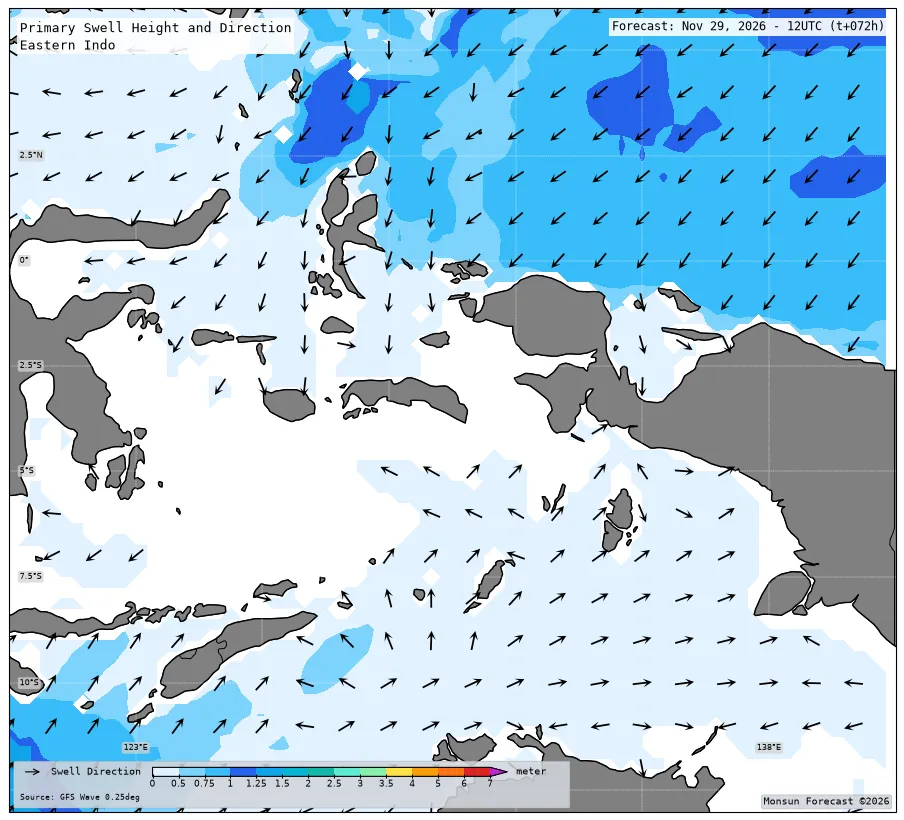 Primary Swell Height and Direction
Eastern Indo
Forecast: Nov 29, 2026 - 12UTC (t+072h)
2.5°N
0°
2.5°S
5°S
7.5°S
10°S
123°E
138°E
Swell Direction
0 0.5 0.75 1 1.25 1.5 2 2.5 3 3.5 4 5 6 7
meter
Source: GFS Wave 0.25deg
Monsun Forecast ©2026